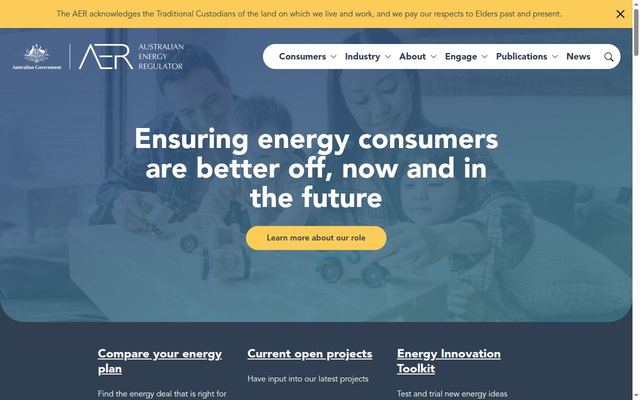 The AER acknowledges the Traditional Custodians of the land on which we live and work, and we pay our respects to Elders past and present.
Australian Government
AER
AUSTRALIAN
ENERGY
REGULATOR
Consumers
Industry
About
Engage
Publications
News
Ensuring energy consumers
are better off, now and in
the future
Learn more about our role
Compare your energy
plan
Find the energy deal that is right for
Current open projects
Have input into our latest projects
Energy Innovation
Toolkit
Test and trial new energy ideas